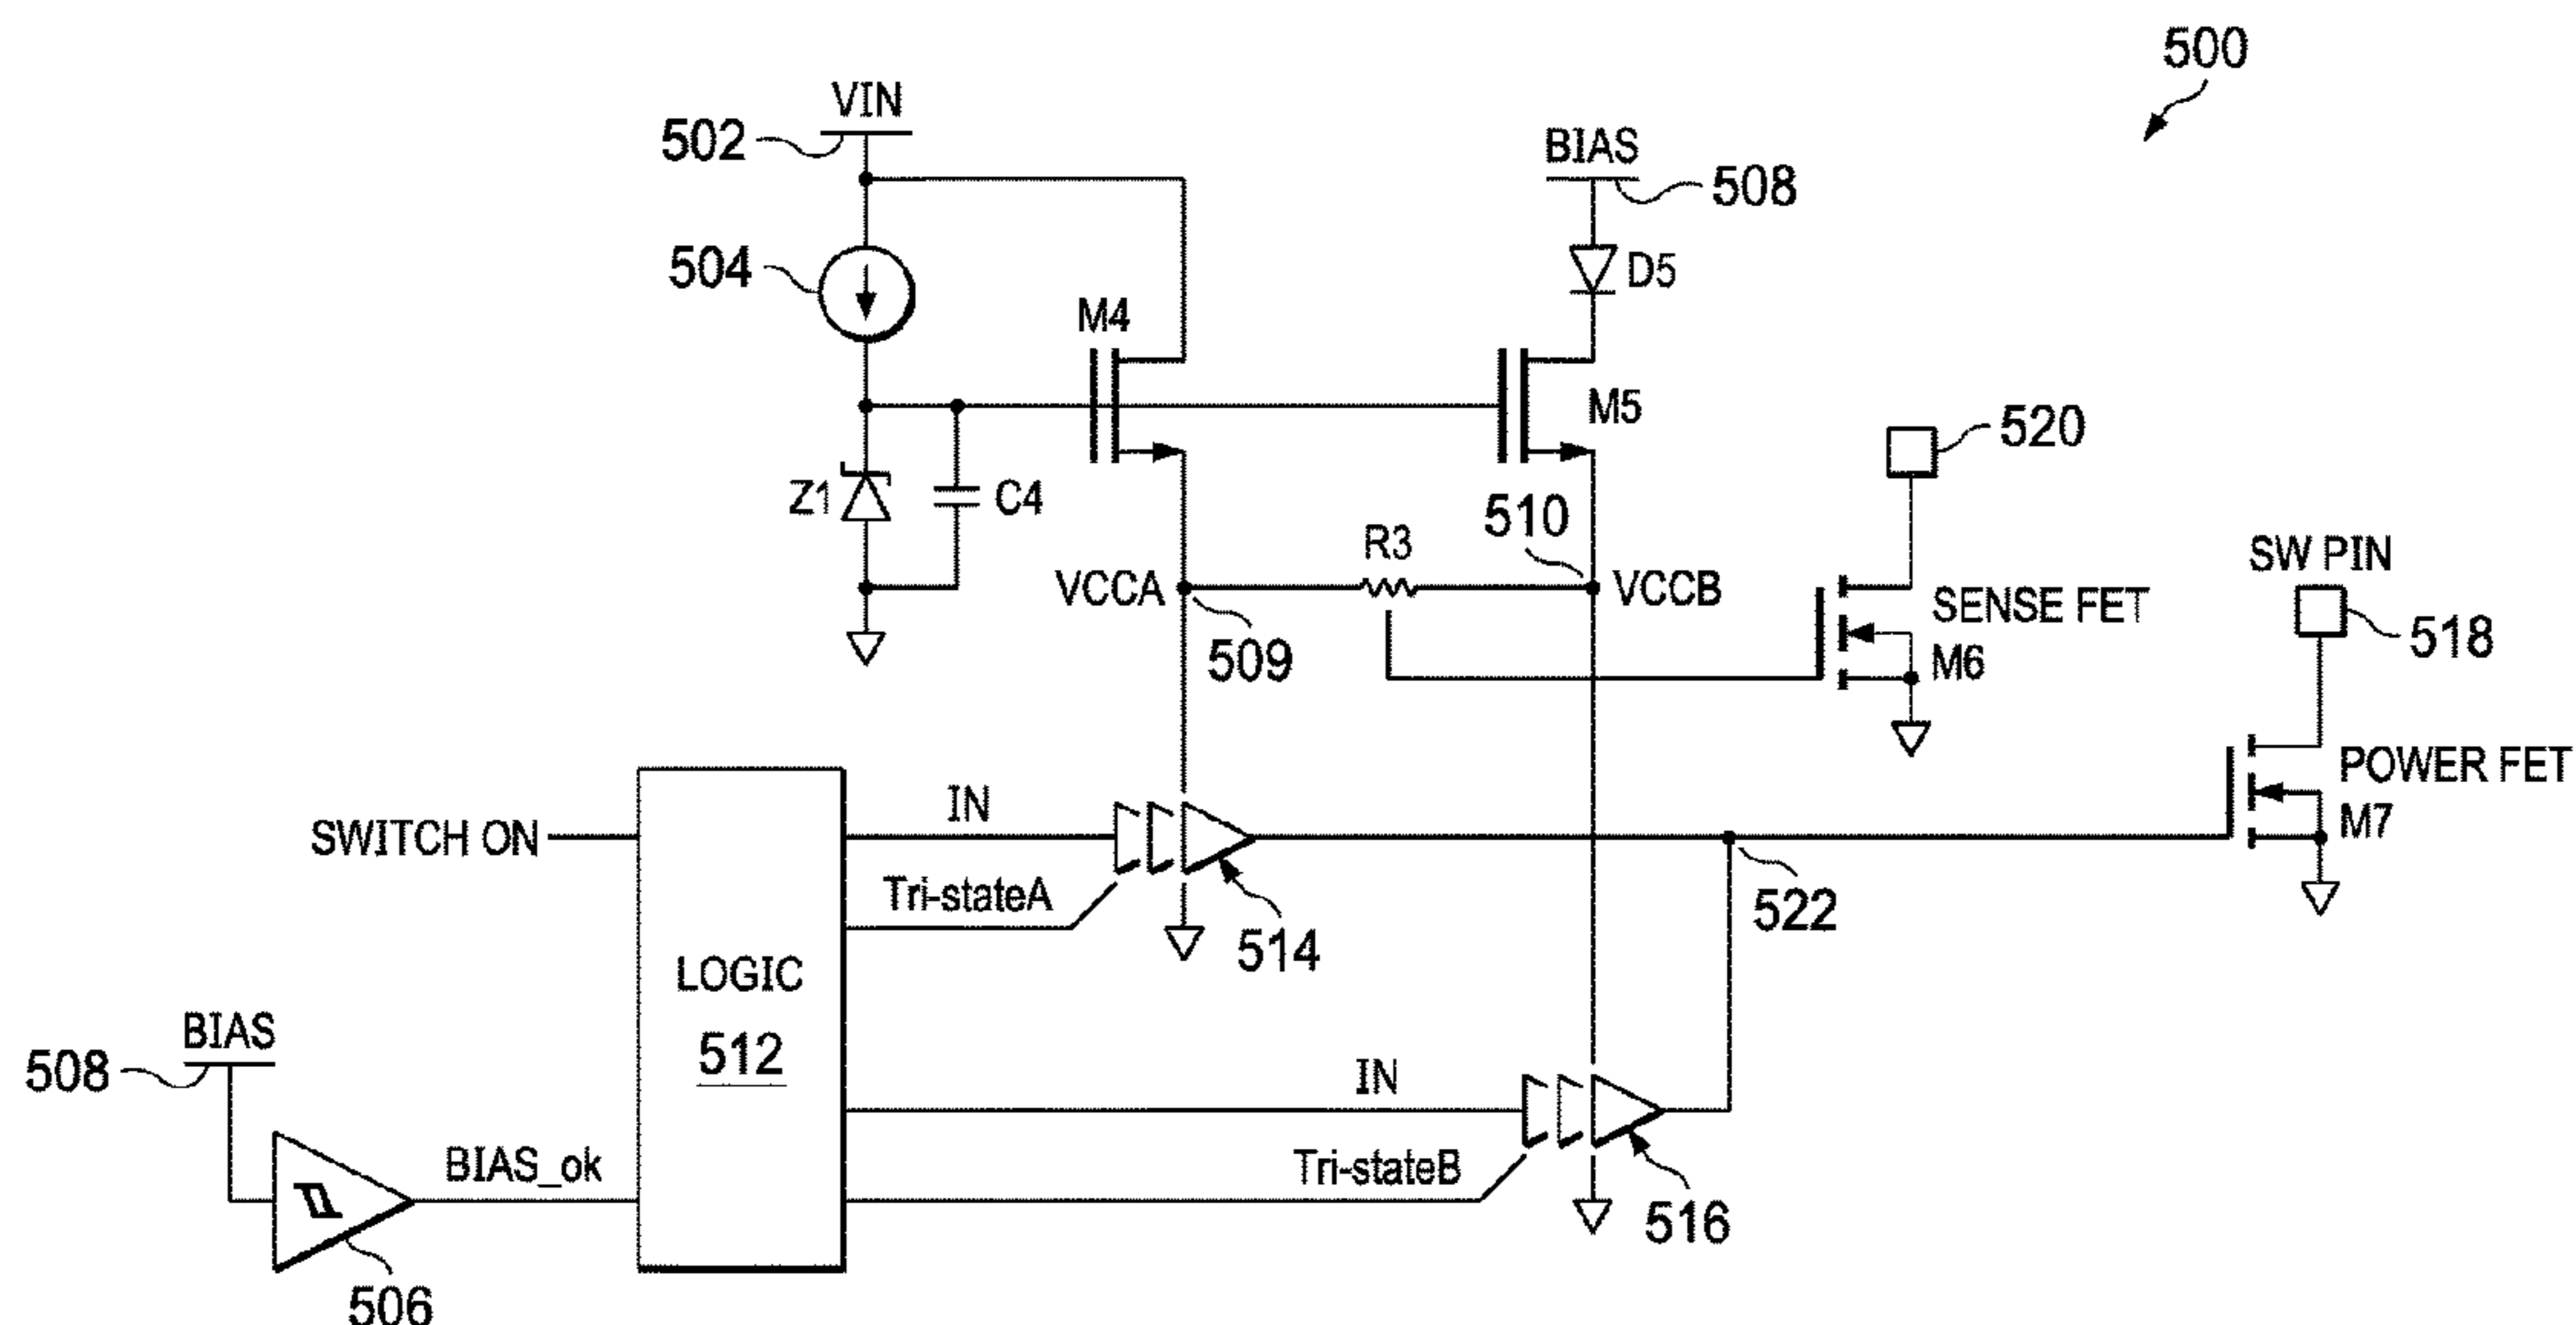 500
VIN
502
BIAS
508
504
D5
M4
M5
520
Z1
C4
510
R3
SW PIN
VCCA
VCCB
SENSE FET
M6
518
509
POWER FET
M7
IN
SWITCH ON
Tri-stateA
522
514
LOGIC
512
BIAS
508
IN
BIAS_ok
Tri-stateB
516
506